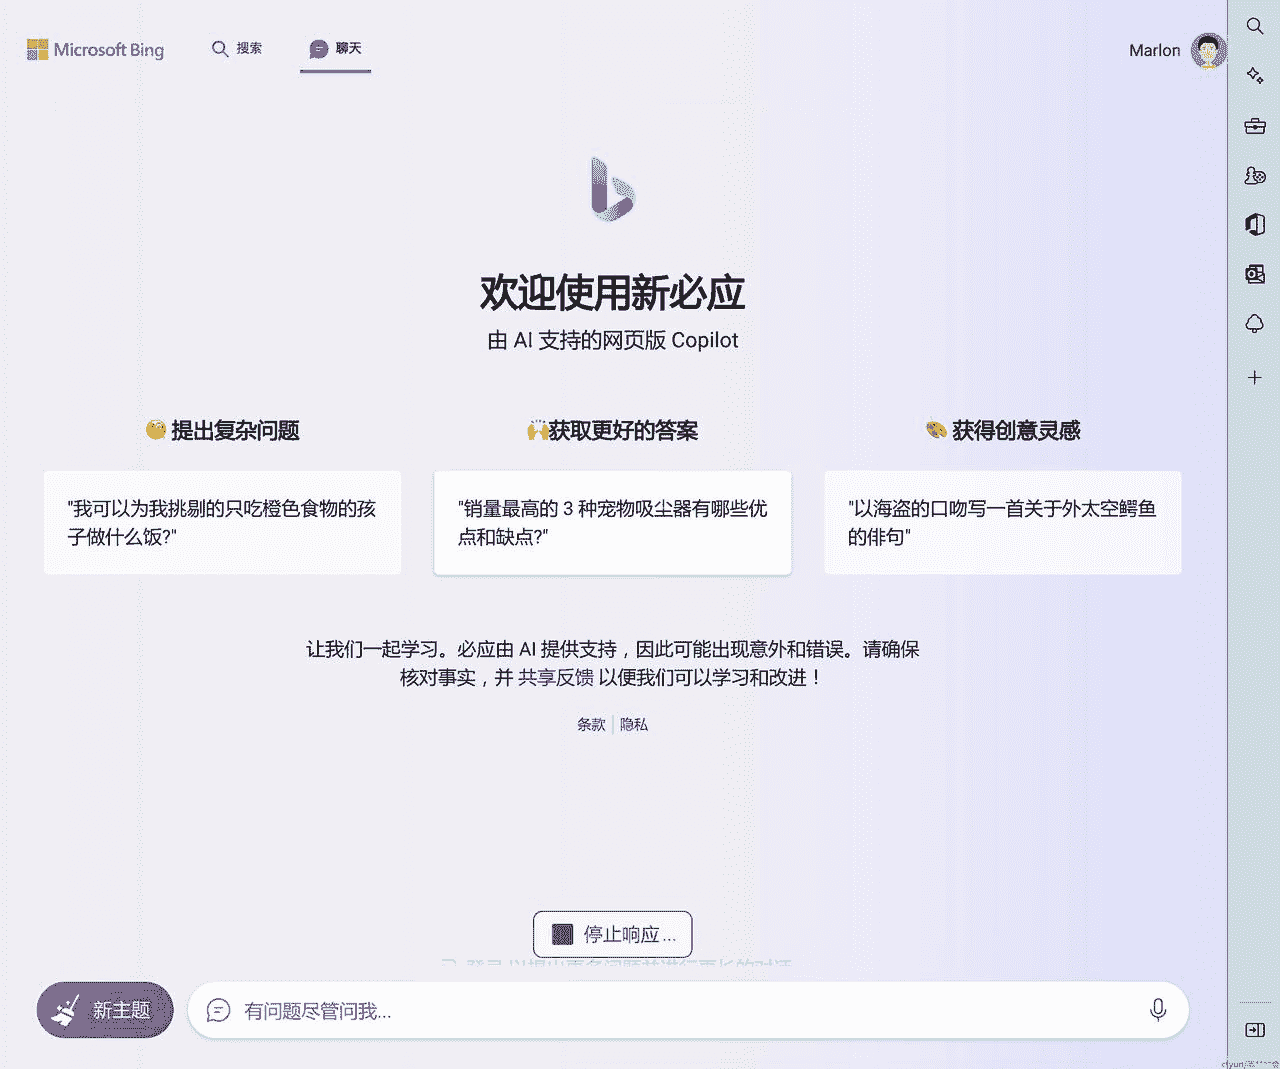 Microsoft Bing
搜索
聊天
Marlon
欢迎使用新必应
由 AI 支持的网页版 Copilot
提出复杂问题
获取更好的答案
获得创意灵感
"我可以为我挑剔的只吃橙色食物的孩
子做什么饭?"
"销量最高的 3 种宠物吸尘器有哪些优
点和缺点?"
"以海盗的口吻写一首关于外太空鳄鱼
的俳句"
让我们一起学习。必应由 AI 提供支持，因此可能出现意外和错误。请确保
核对事实，并 共享反馈 以便我们可以学习和改进！
条款 | 隐私
停止响应...
新主题
有问题尽管问我...